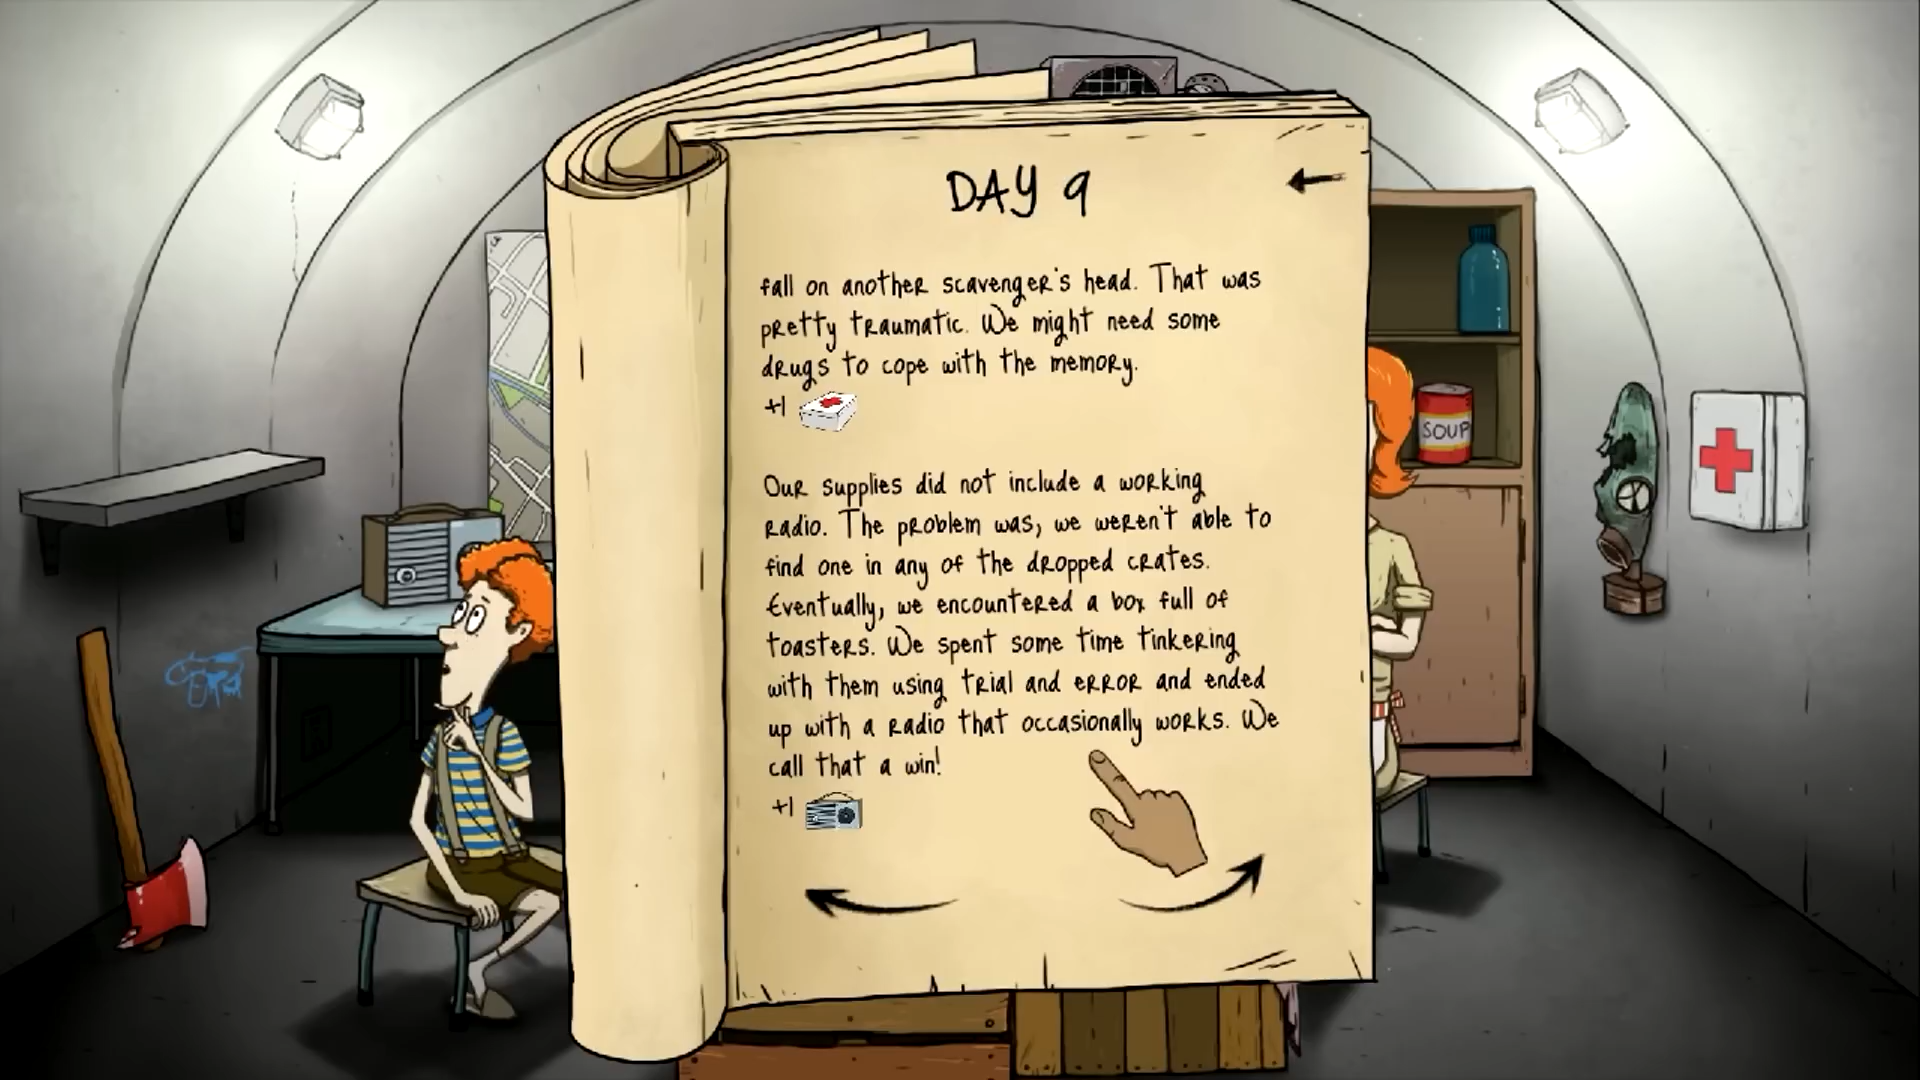 DAY 9
fall on another scavenger's head. That was
pretty traumatic. We might need some
drugs to cope with the memory.
+1
Our supplies did not include a working
radio. The problem was, we weren't able to
find one in any of the dropped crates.
Eventually, we encountered a box full of
toasters. We spent some time tinkering
with them using trial and error and ended
up with a radio that occasionally works. We
call that a win!
+1
SOUP